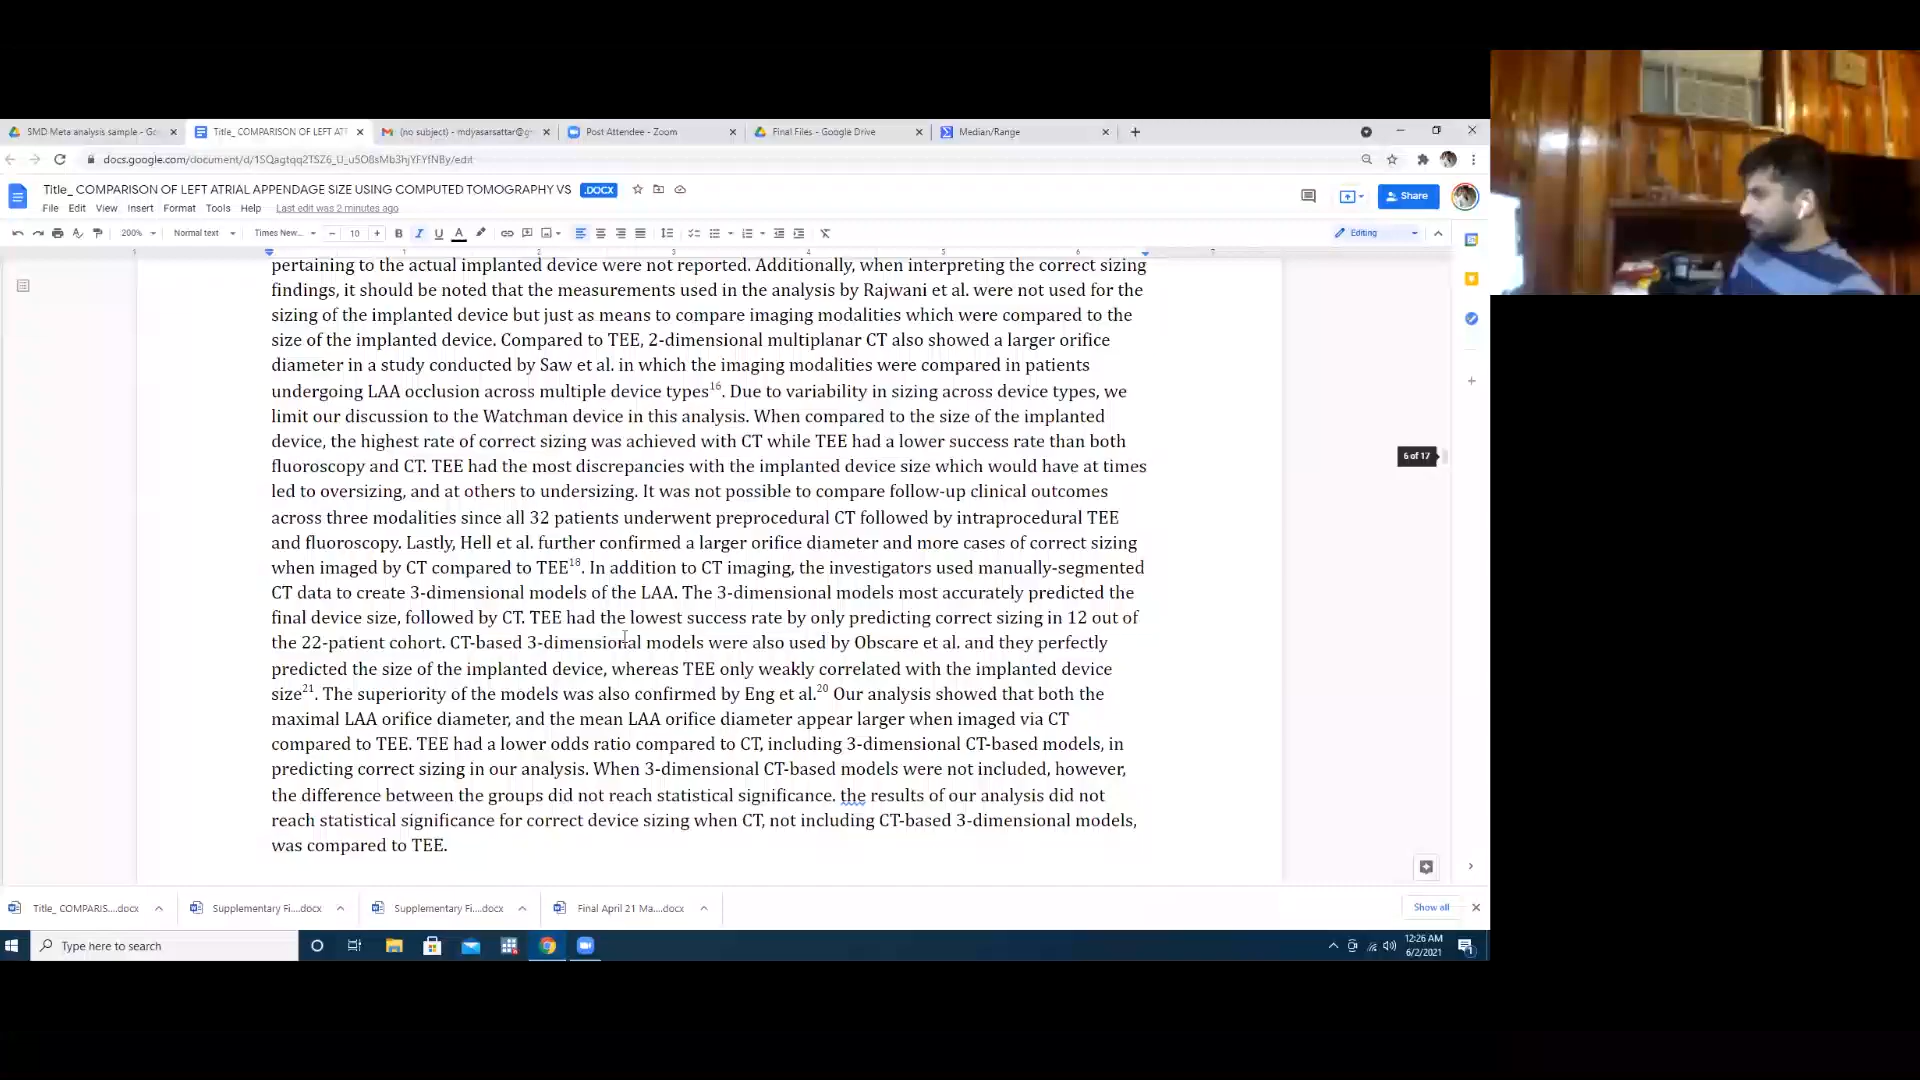 SMD Meta analysis sample - Go
Title_ COMPARISON OF LEFT AT
(no subject) - mdyasarsattar@g
Post Attendee - Zoom
Final Files - Google Drive
Median/Range
docs.google.com/document/d/1SQagtqq2TSZ6_U_u5O8sMb3hjYFYfNBy/edit
Title_ COMPARISON OF LEFT ATRIAL APPENDAGE SIZE USING COMPUTED TOMOGRAPHY VS .DOCX
Share
File Edit View Insert Format Tools Help Last edit was 2 minutes ago
200% Normal text Times New... 10 B I U A Editing
1 1 2 3 4 5 6 7
pertaining to the actual implanted device were not reported. Additionally, when interpreting the correct sizing
findings, it should be noted that the measurements used in the analysis by Rajwani et al. were not used for the
sizing of the implanted device but just as means to compare imaging modalities which were compared to the
size of the implanted device. Compared to TEE, 2-dimensional multiplanar CT also showed a larger orifice
diameter in a study conducted by Saw et al. in which the imaging modalities were compared in patients
undergoing LAA occlusion across multiple device types16. Due to variability in sizing across device types, we
limit our discussion to the Watchman device in this analysis. When compared to the size of the implanted
device, the highest rate of correct sizing was achieved with CT while TEE had a lower success rate than both
fluoroscopy and CT. TEE had the most discrepancies with the implanted device size which would have at times
led to oversizing, and at others to undersizing. It was not possible to compare follow-up clinical outcomes
across three modalities since all 32 patients underwent preprocedural CT followed by intraprocedural TEE
and fluoroscopy. Lastly, Hell et al. further confirmed a larger orifice diameter and more cases of correct sizing
when imaged by CT compared to TEE18. In addition to CT imaging, the investigators used manually-segmented
CT data to create 3-dimensional models of the LAA. The 3-dimensional models most accurately predicted the
final device size, followed by CT. TEE had the lowest success rate by only predicting correct sizing in 12 out of
the 22-patient cohort. CT-based 3-dimensional models were also used by Obscare et al. and they perfectly
predicted the size of the implanted device, whereas TEE only weakly correlated with the implanted device
size21. The superiority of the models was also confirmed by Eng et al.20 Our analysis showed that both the
maximal LAA orifice diameter, and the mean LAA orifice diameter appear larger when imaged via CT
compared to TEE. TEE had a lower odds ratio compared to CT, including 3-dimensional CT-based models, in
predicting correct sizing in our analysis. When 3-dimensional CT-based models were not included, however,
the difference between the groups did not reach statistical significance. the results of our analysis did not
reach statistical significance for correct device sizing when CT, not including CT-based 3-dimensional models,
was compared to TEE.
6 of 17
Title_ COMPARIS....docx
Supplementary Fi....docx
Supplementary Fi....docx
Final April 21 Ma....docx
Show all
Type here to search
12:26 AM
6/2/2021